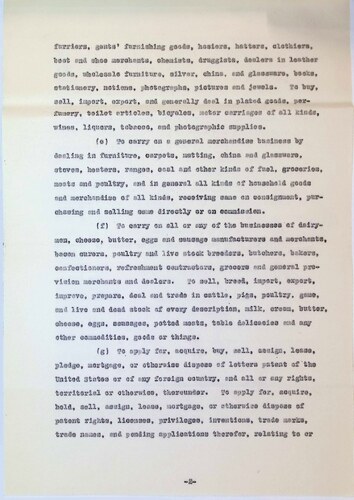 furriers, gents' furnishing goods, hosiers, hatters, clothiers,
boot and shoe merchants, chemists, druggists, dealers in leather
goods, wholesale furniture, silver, china, and glassware, books,
stationery, notions, photographs, pictures and jewels. To buy,
sell, import, export, and generally deal in plated goods, per-
fumery, toilet articles, bicycles, motor carriages of all kinds,
wines, liquors, tobacco, and photographic supplies.
(e) To carry on a general merchandise business by
dealing in furniture, carpets, matting, china and glassware,
stoves, heaters, ranges, coal and other kinds of fuel, groceries,
meats and poultry, and in general all kinds of household goods
and merchandise of all kinds, receiving same on consignment, pur-
chasing and selling same directly or on commission.
(f) To carry on all or any of the businesses of dairy-
men, cheese, butter, eggs and sausage manufacturers and merchants,
bacon curers, poultry and live stock breeders, butchers, bakers,
confectioners, refreshment contractors, grocers and general pro-
vision merchants and dealers. To sell, breed, import, export,
improve, prepare, deal and trade in cattle, pigs, poultry, game,
and live and dead stock of every description, milk, cream, butter,
cheese, eggs, sausages, potted meats, table delicacies and any
other commodities, goods or things.
(g) To apply for, acquire, buy, sell, assign, lease,
pledge, mortgage, or otherwise dispose of letters patent of the
United States or of any foreign country, and all or any rights,
territorial or otherwise, thereunder. To apply for, acquire,
hold, sell, assign, lease, mortgage, or otherwise dispose of
patent rights, licenses, privileges, inventions, trade marks,
trade names, and pending applications therefor, relating to or
-2-